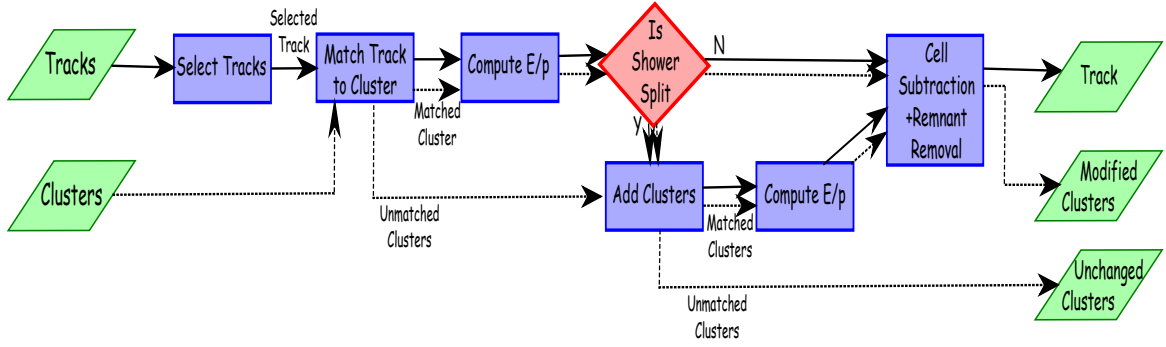 Tracks
Select Tracks
Selected
Track
Match Track
to Cluster
Compute E/p
Matched
Cluster
Is
Shower
Split
N
Y
Cell
Subtraction
+Remnant
Removal
Track
Clusters
Unmatched
Clusters
Add Clusters
Matched
Clusters
Compute E/p
Modified
Clusters
Unmatched
Clusters
Unchanged
Clusters